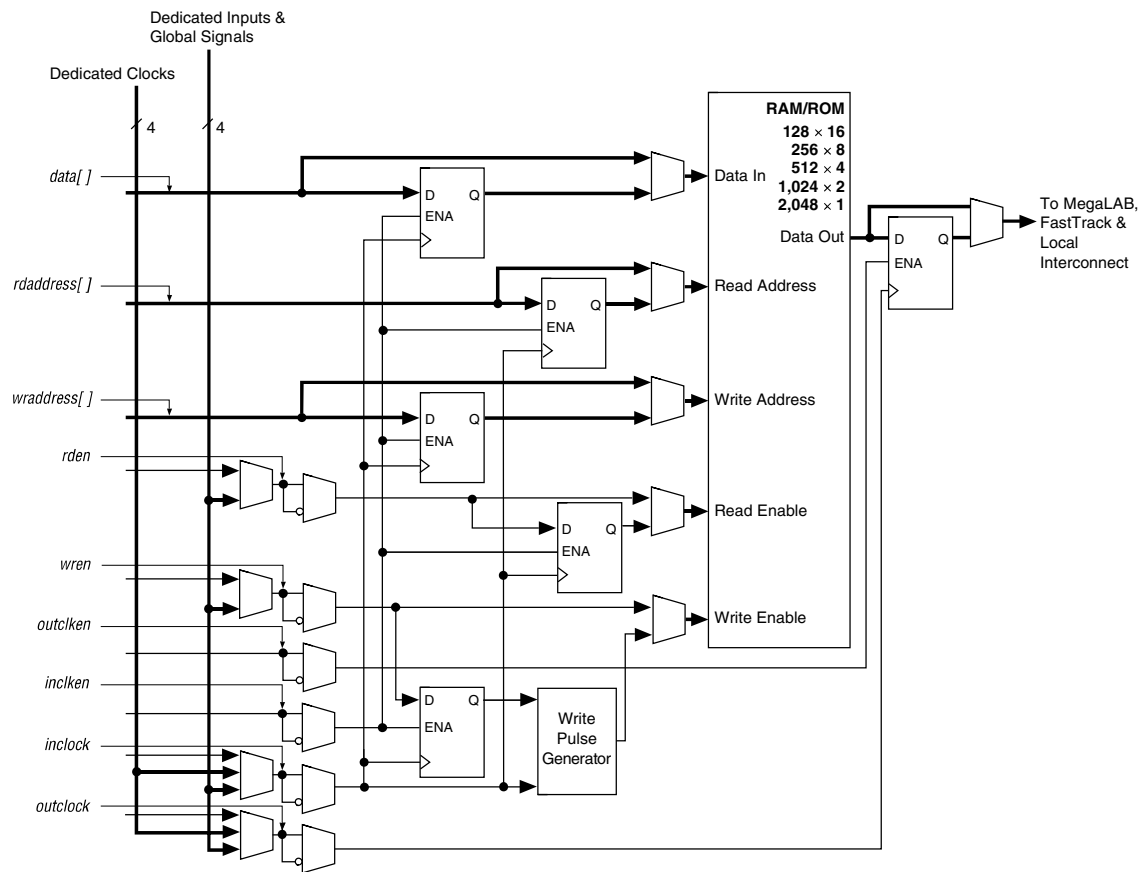 Dedicated Inputs &
Global Signals
Dedicated Clocks
4
4
RAM/ROM
128 × 16
256 × 8
512 × 4
1,024 × 2
2,048 × 1
data[ ]
D
Q
ENA
Data In
Data Out
D
Q
ENA
To MegaLAB,
FastTrack &
Local
Interconnect
rdaddress[ ]
D
Q
ENA
Read Address
wraddress[ ]
D
Q
ENA
Write Address
rden
D
Q
ENA
Read Enable
wren
Write Enable
outclken
inclken
D
Q
ENA
Write
Pulse
Generator
inclock
outclock